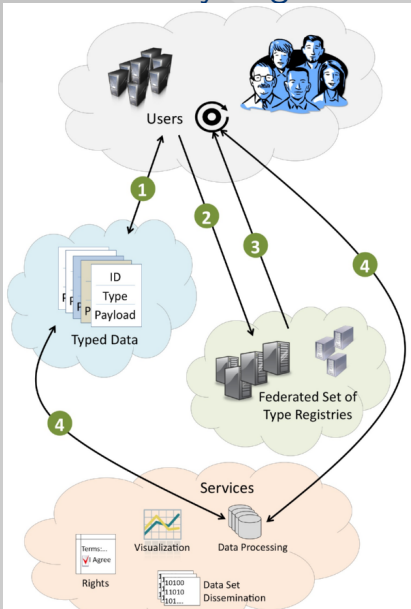 Users
1
2
3
4
ID
Type
Payload
P
P
P
Typed Data
Federated Set of
Type Registries
4
Services
Terms:...
I Agree
Visualization
Data Processing
Rights
10100
11010
101...
Data Set
Dissemination